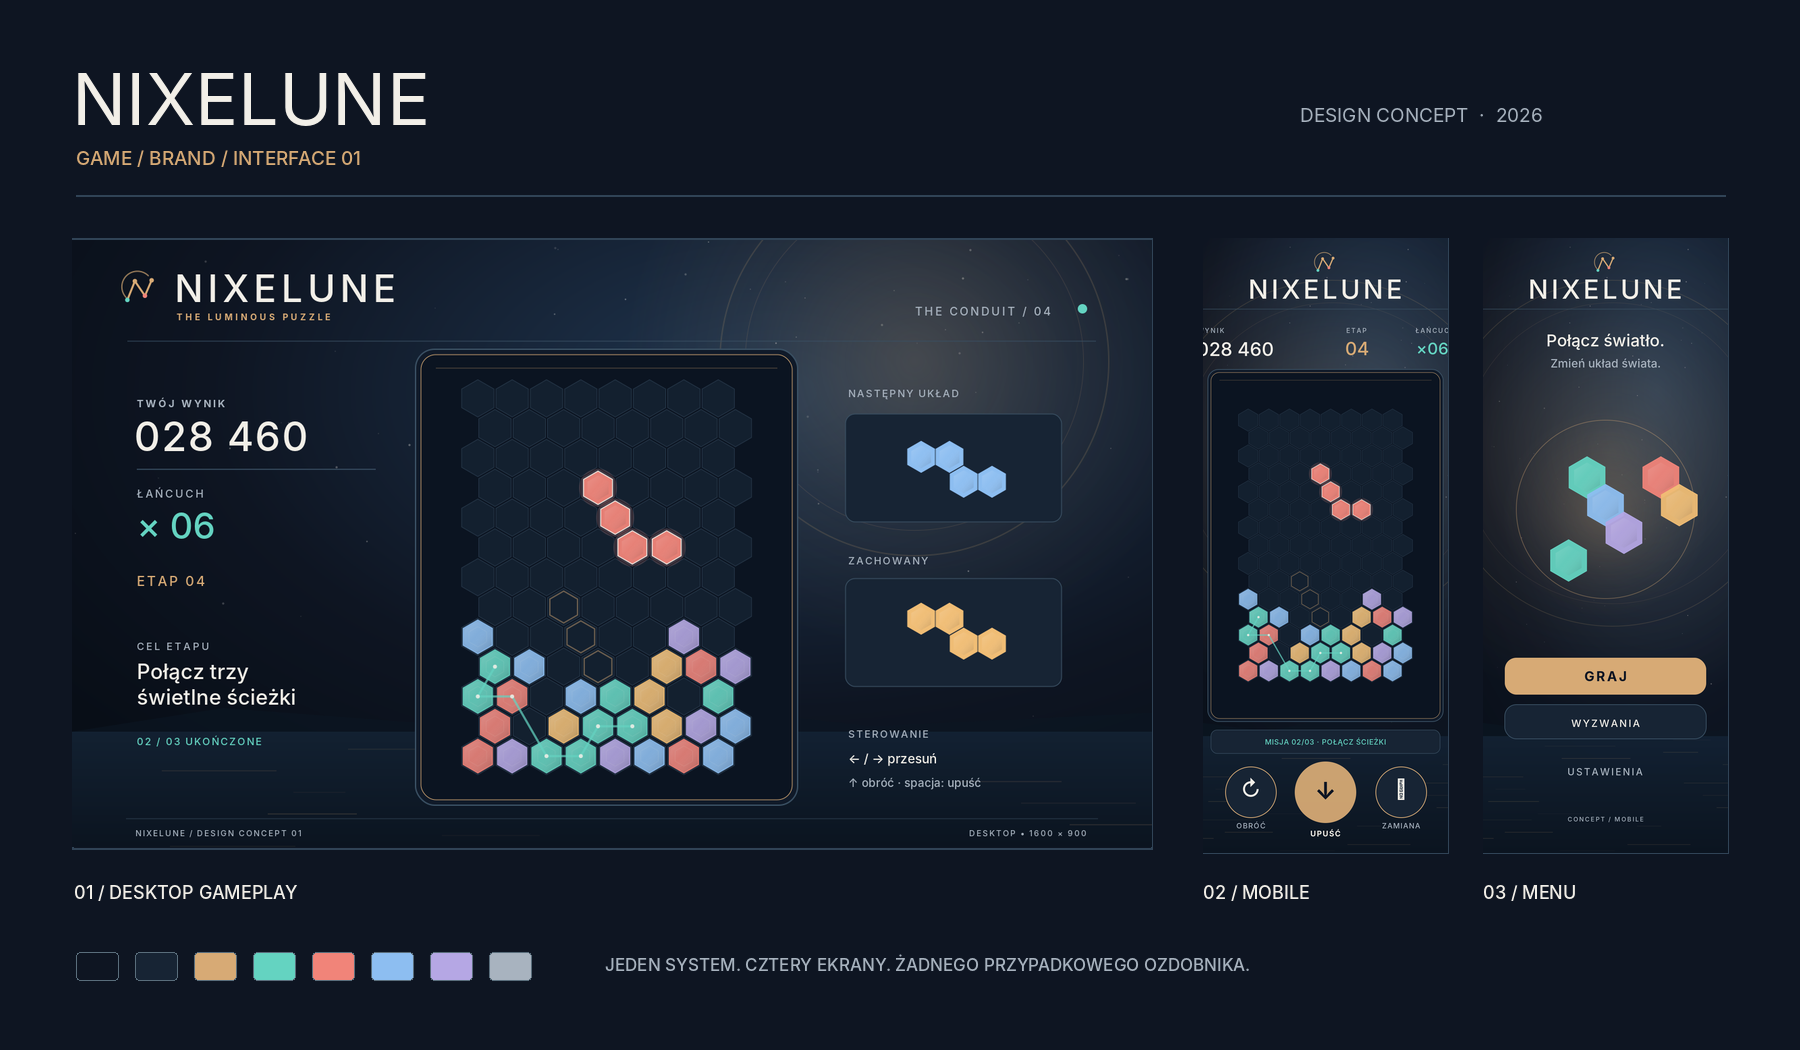 NIXELUNE
GAME / BRAND / INTERFACE 01
DESIGN CONCEPT · 2026
NIXELUNE
THE LUMINOUS PUZZLE
THE CONDUIT / 04
TWÓJ WYNIK
028 460
ŁAŃCUCH
× 06
ETAP 04
CEL ETAPU
Połącz trzy
świetlne ścieżki
02 / 03 UKOŃCZONE
NASTĘPNY UKŁAD
ZACHOWANY
STEROWANIE
← / → przesuń
↑ obróć · spacja: upuść
NIXELUNE / DESIGN CONCEPT 01
DESKTOP • 1600 × 900
NIXELUNE
YNIK
028 460
ETAP
04
ŁAŃCUC
×06
MISJA 02/03 · POŁĄCZ ŚCIEŻKI
OBRÓĆ
UPUŚĆ
ZAMIANA
NIXELUNE
Połącz światło.
Zmień układ świata.
GRAJ
WYZWANIA
USTAWIENIA
CONCEPT / MOBILE
01 / DESKTOP GAMEPLAY
02 / MOBILE
03 / MENU
JEDEN SYSTEM. CZTERY EKRANY. ŻADNEGO PRZYPADKOWEGO OZDOBNIKA.